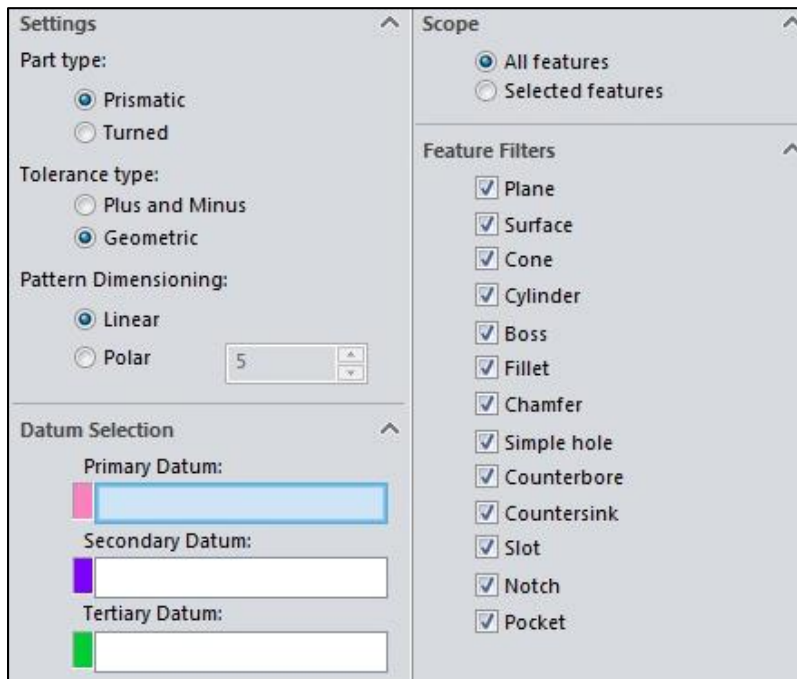 Settings
Part type:
Prismatic
Turned
Tolerance type:
Plus and Minus
Geometric
Pattern Dimensioning:
Linear
Polar
5
Datum Selection
Primary Datum:
Secondary Datum:
Tertiary Datum:
Scope
All features
Selected features
Feature Filters
Plane
Surface
Cone
Cylinder
Boss
Fillet
Chamfer
Simple hole
Counterbore
Countersink
Slot
Notch
Pocket